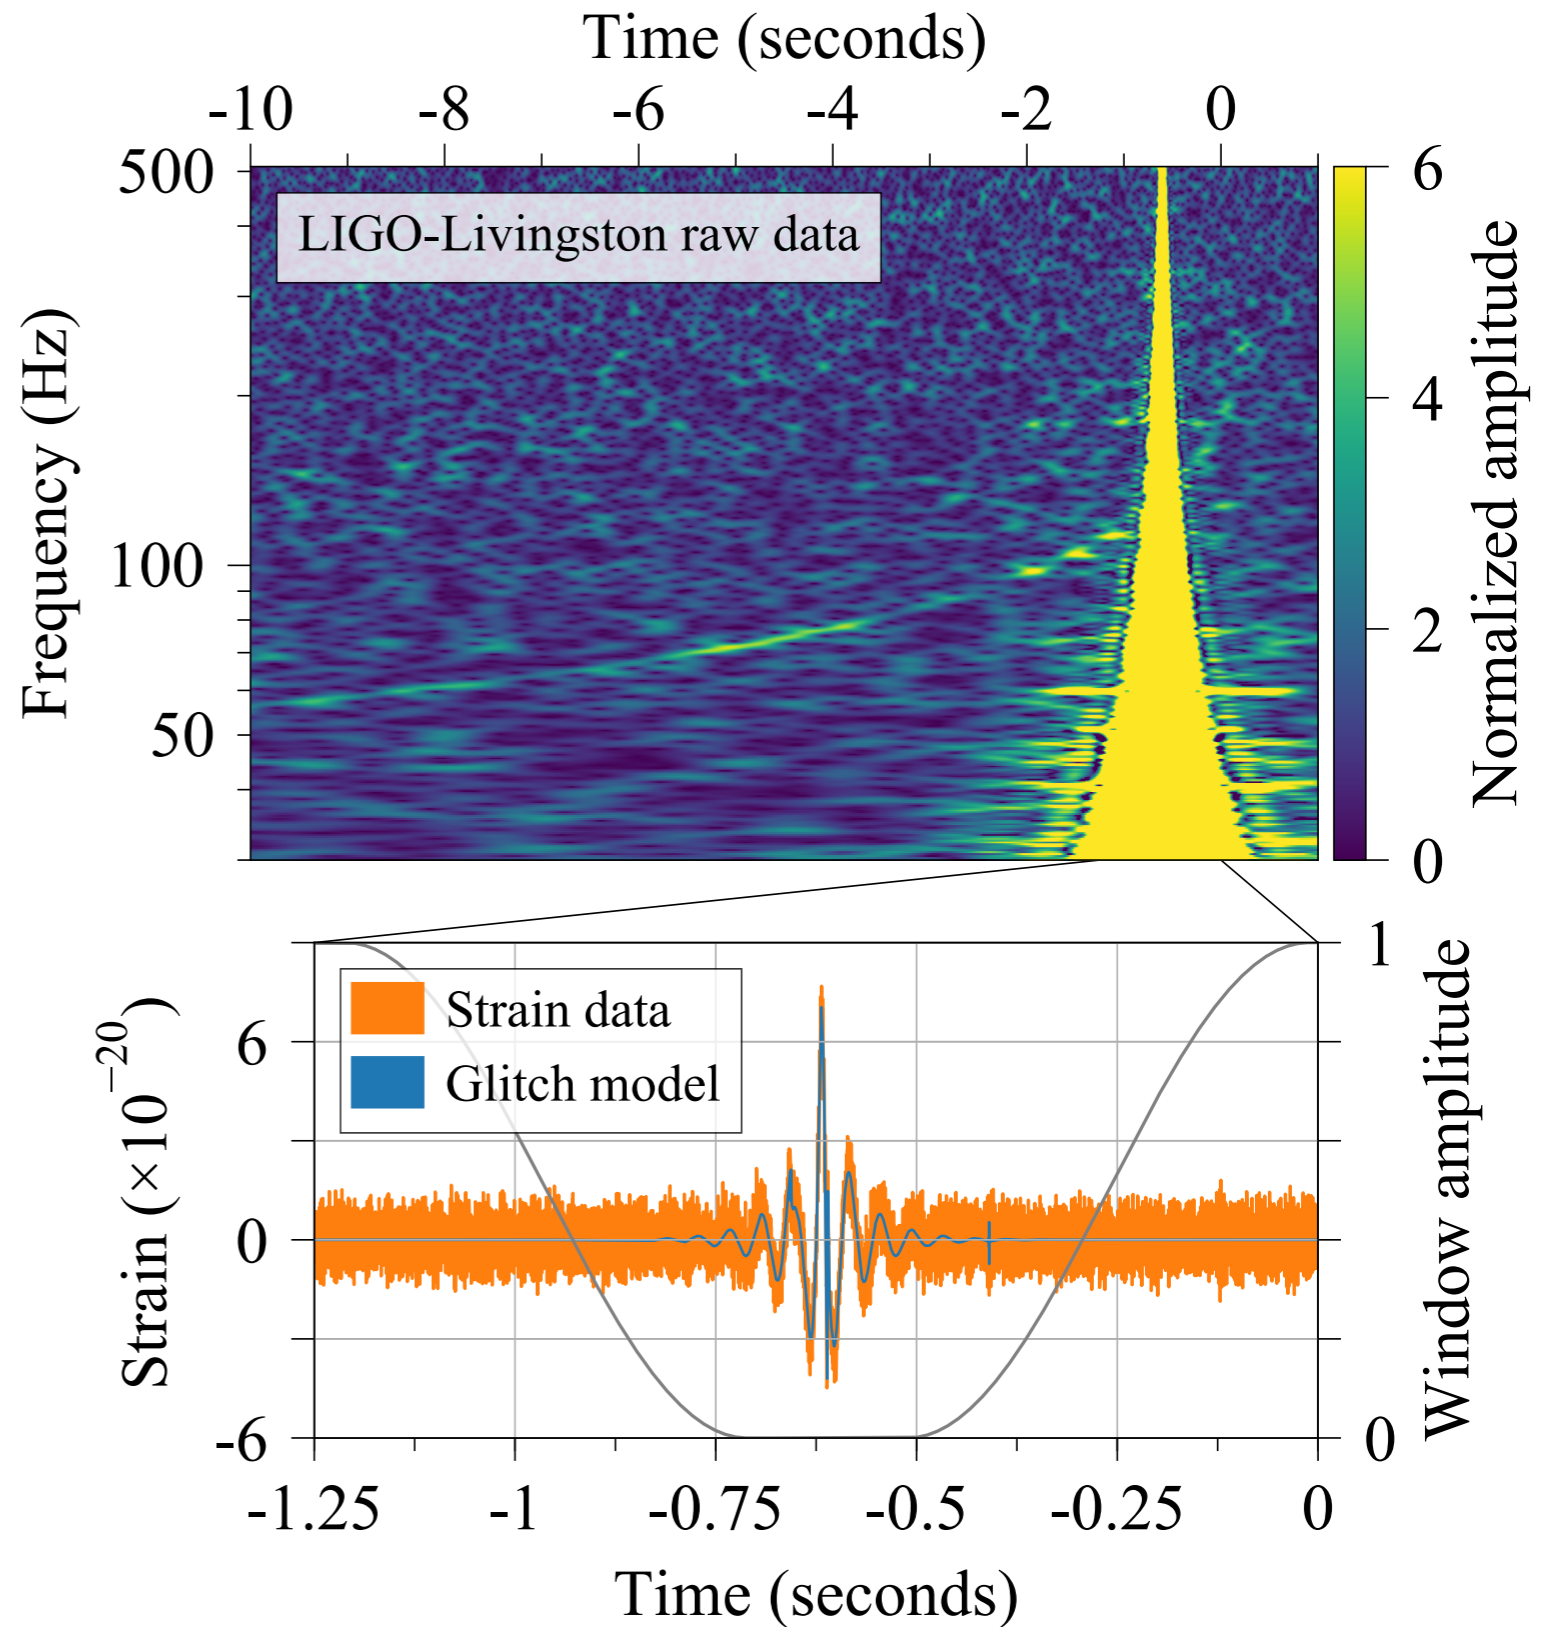 Time (seconds)
-10 -8 -6 -4 -2 0
500
100
50
Frequency (Hz)
LIGO-Livingston raw data
6
4
2
0
Normalized amplitude
Strain (×10⁻²⁰)
6
0
-6
Strain data
Glitch model
1
0
Window amplitude
-1.25 -1 -0.75 -0.5 -0.25 0
Time (seconds)